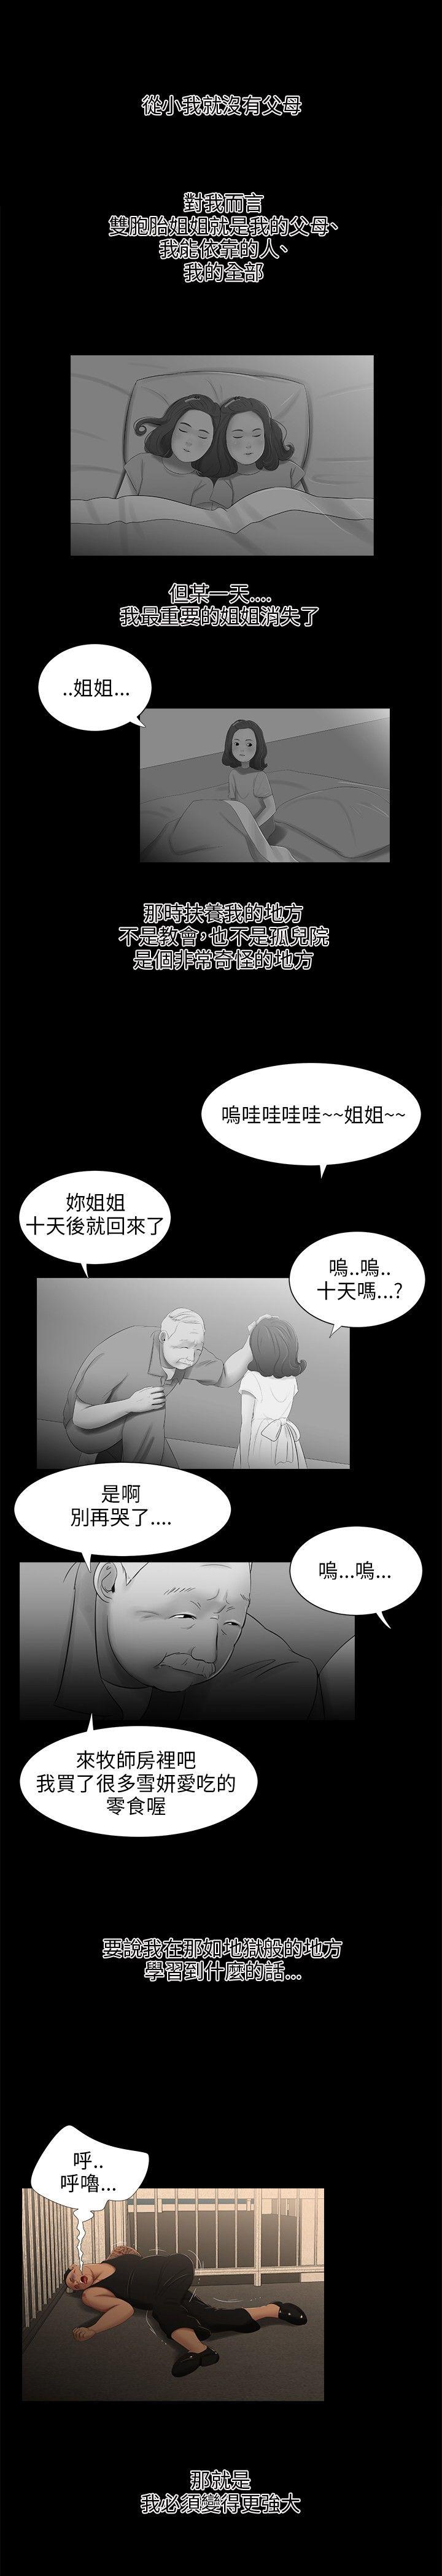 從小我就沒有父母
對我而言
雙胞胎姐姐就是我的父母、
我能依靠的人、
我的全部
但某一天....
我最重要的姐姐消失了
..姐姐...
那時扶養我的地方
不是教會，也不是孤兒院
是個非常奇怪的地方
嗚哇哇哇哇~~姐姐~~
妳姐姐
十天後就回來了
嗚..嗚..
十天嗎...?
是啊
別再哭了....
嗚...嗚...
來牧師房裡吧
我買了很多雪妍愛吃的
零食喔
要說我在那如地獄般的地方
學習到什麼的話...
呼..
呼嚕...
那就是
我必須變得更強大